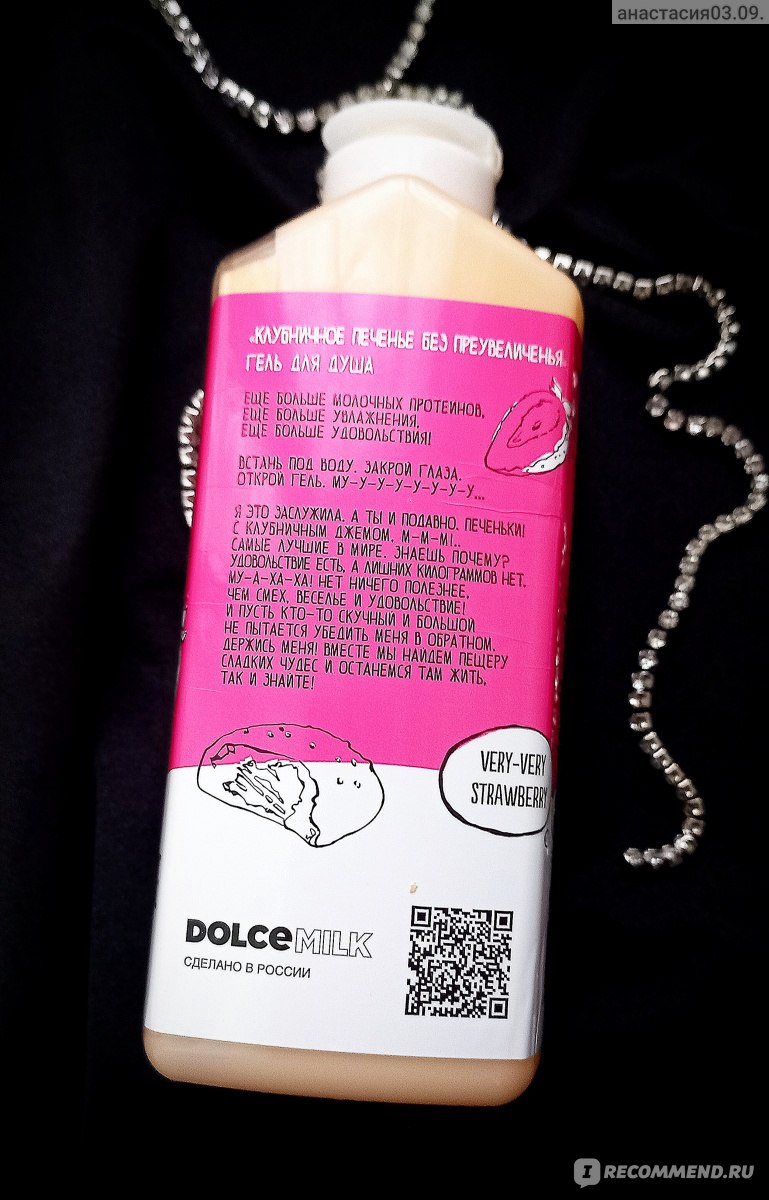 анастасия03.09.
«КЛУБНИЧНОЕ ПЕЧЕНЬЕ БЕЗ ПРЕУВЕЛИЧЕНЬЯ»
ГЕЛЬ ДЛЯ ДУША
ЕЩЕ БОЛЬШЕ МОЛОЧНЫХ ПРОТЕИНОВ,
ЕЩЕ БОЛЬШЕ УВЛАЖНЕНИЯ,
ЕЩЕ БОЛЬШЕ УДОВОЛЬСТВИЯ!
ВСТАНЬ ПОД ВОДУ. ЗАКРОЙ ГЛАЗА.
ОТКРОЙ ГЕЛЬ. МУ-У-У-У-У-У-У-У...
Я ЭТО ЗАСЛУЖИЛА. А ТЫ И ПОДАВНО. ПЕЧЕНЬКИ!
С КЛУБНИЧНЫМ ДЖЕМОМ, М-М-М!..
САМЫЕ ЛУЧШИЕ В МИРЕ. ЗНАЕШЬ ПОЧЕМУ?
УДОВОЛЬСТВИЕ ЕСТЬ, А ЛИШНИХ КИЛОГРАММОВ НЕТ.
МУ-А-ХА-ХА! НЕТ НИЧЕГО ПОЛЕЗНЕЕ,
ЧЕМ СМЕХ, ВЕСЕЛЬЕ И УДОВОЛЬСТВИЕ!
И ПУСТЬ КТО-ТО СКУЧНЫЙ И БОЛЬШОЙ
НЕ ПЫТАЕТСЯ УБЕДИТЬ МЕНЯ В ОБРАТНОМ.
ДЕРЖИСЬ МЕНЯ! ВМЕСТЕ МЫ НАЙДЕМ ПЕЩЕРУ
СЛАДКИХ ЧУДЕС И ОСТАНЕМСЯ ТАМ ЖИТЬ,
ТАК И ЗНАЙТЕ!
VERY-VERY
STRAWBERRY
DOLCE MILK
СДЕЛАНО В РОССИИ
IRECOMMEND.RU